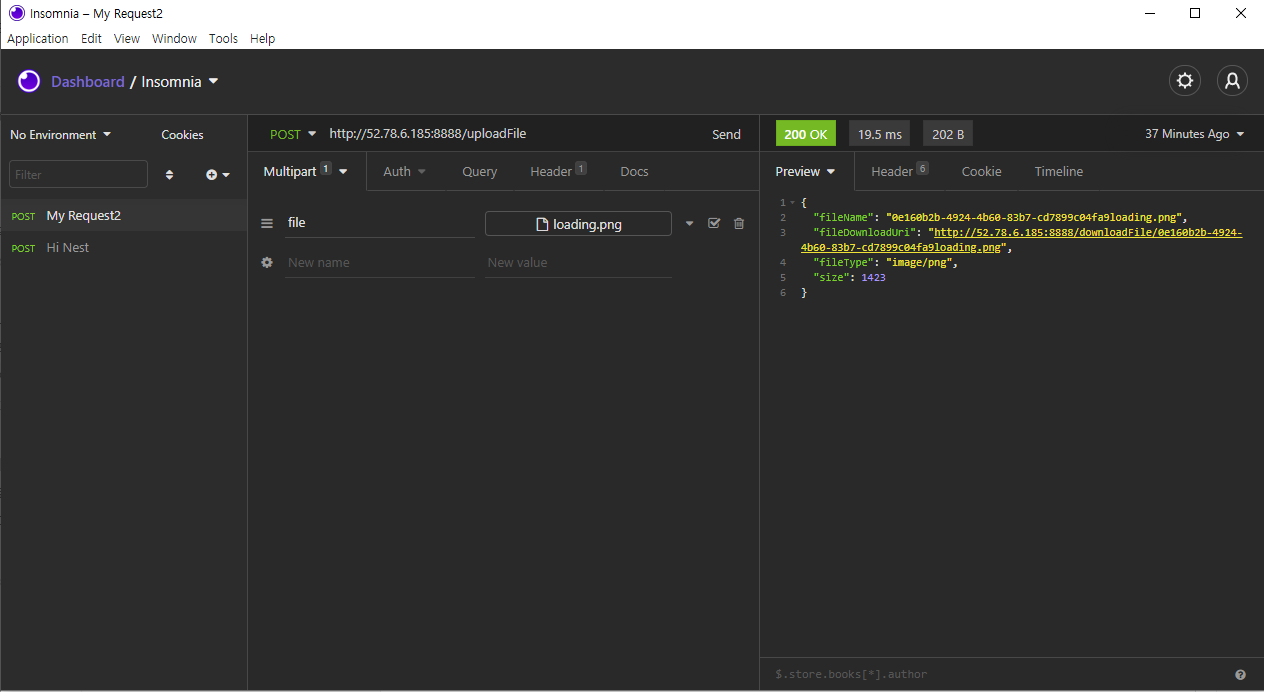 Insomnia – My Request2
Application Edit View Window Tools Help
Dashboard / Insomnia
No Environment Cookies
Filter
POST My Request2
POST Hi Nest
POST http://52.78.6.185:8888/uploadFile Send
Multipart 1 Auth Query Header 1 Docs
file loading.png
New name New value
200 OK 19.5 ms 202 B 37 Minutes Ago
Preview Header 6 Cookie Timeline
1 {
2 "fileName": "0e160b2b-4924-4b60-83b7-cd7899c04fa9loading.png",
3 "fileDownloadUri": "http://52.78.6.185:8888/downloadFile/0e160b2b-4924-
4b60-83b7-cd7899c04fa9loading.png",
4 "fileType": "image/png",
5 "size": 1423
6 }
$.store.books[*].author